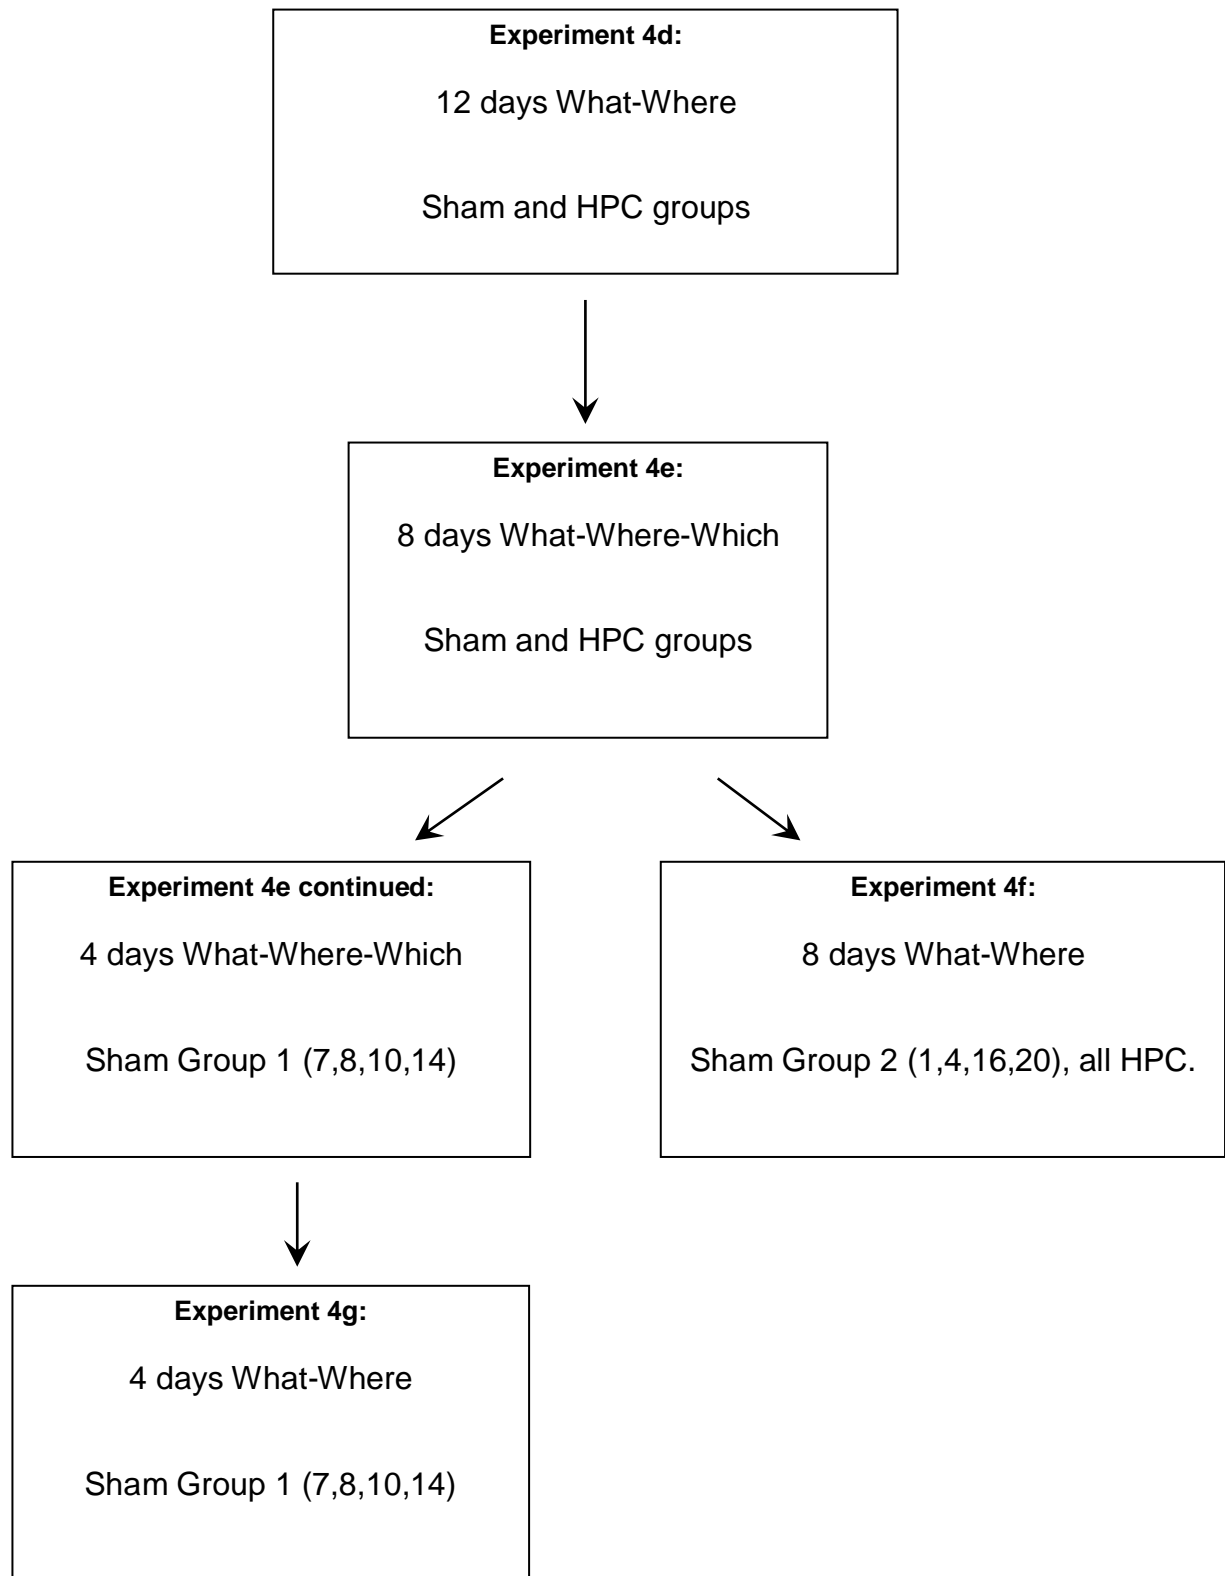 Experiment 4d:
12 days What-Where
Sham and HPC groups
Experiment 4e:
8 days What-Where-Which
Sham and HPC groups
Experiment 4e continued:
4 days What-Where-Which
Sham Group 1 (7,8,10,14)
Experiment 4f:
8 days What-Where
Sham Group 2 (1,4,16,20), all HPC.
Experiment 4g:
4 days What-Where
Sham Group 1 (7,8,10,14)